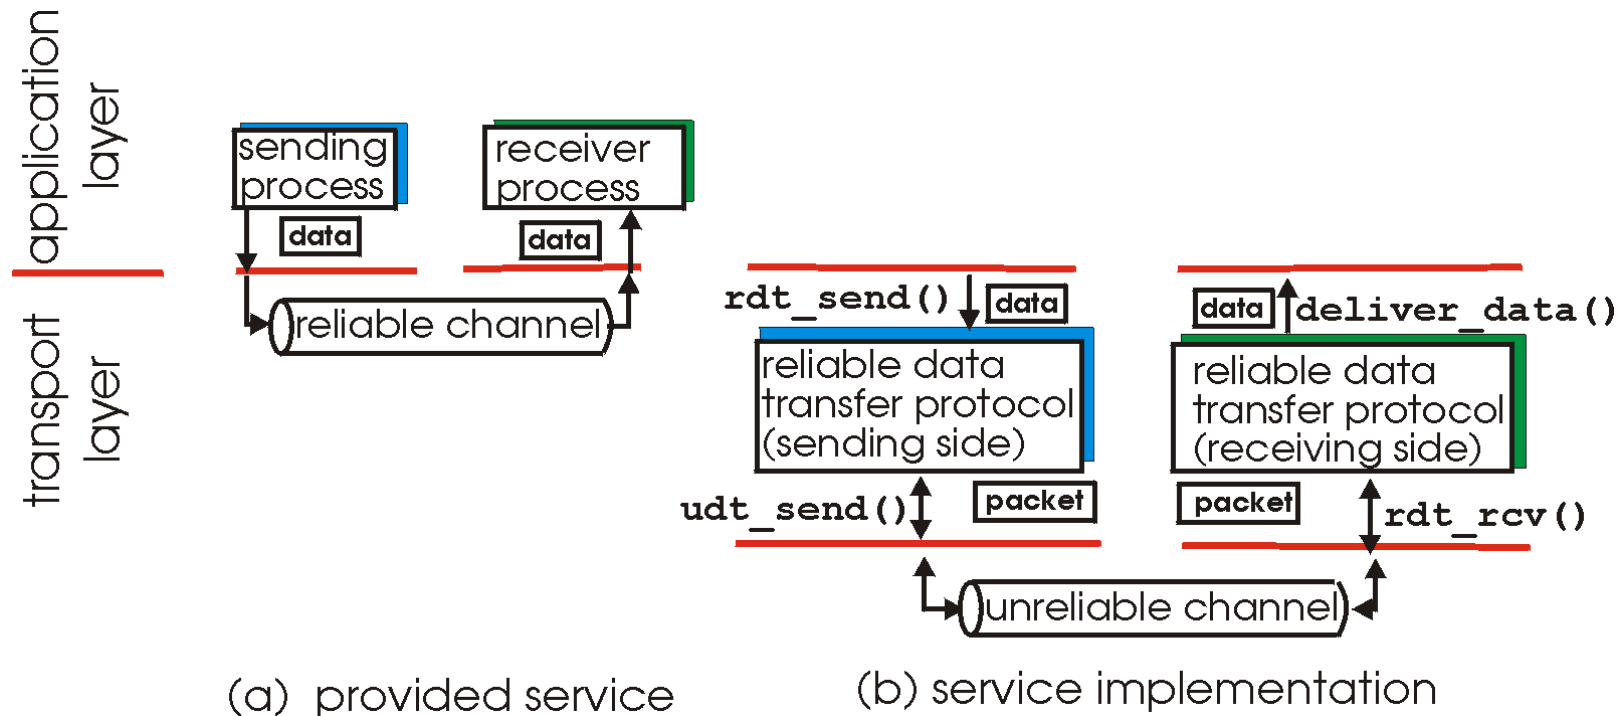 application
layer
transport
layer
sending
process
data
receiver
process
data
reliable channel
(a) provided service
rdt_send()
data
reliable data
transfer protocol
(sending side)
udt_send()
packet
data
deliver_data()
reliable data
transfer protocol
(receiving side)
packet
rdt_rcv()
unreliable channel
(b) service implementation